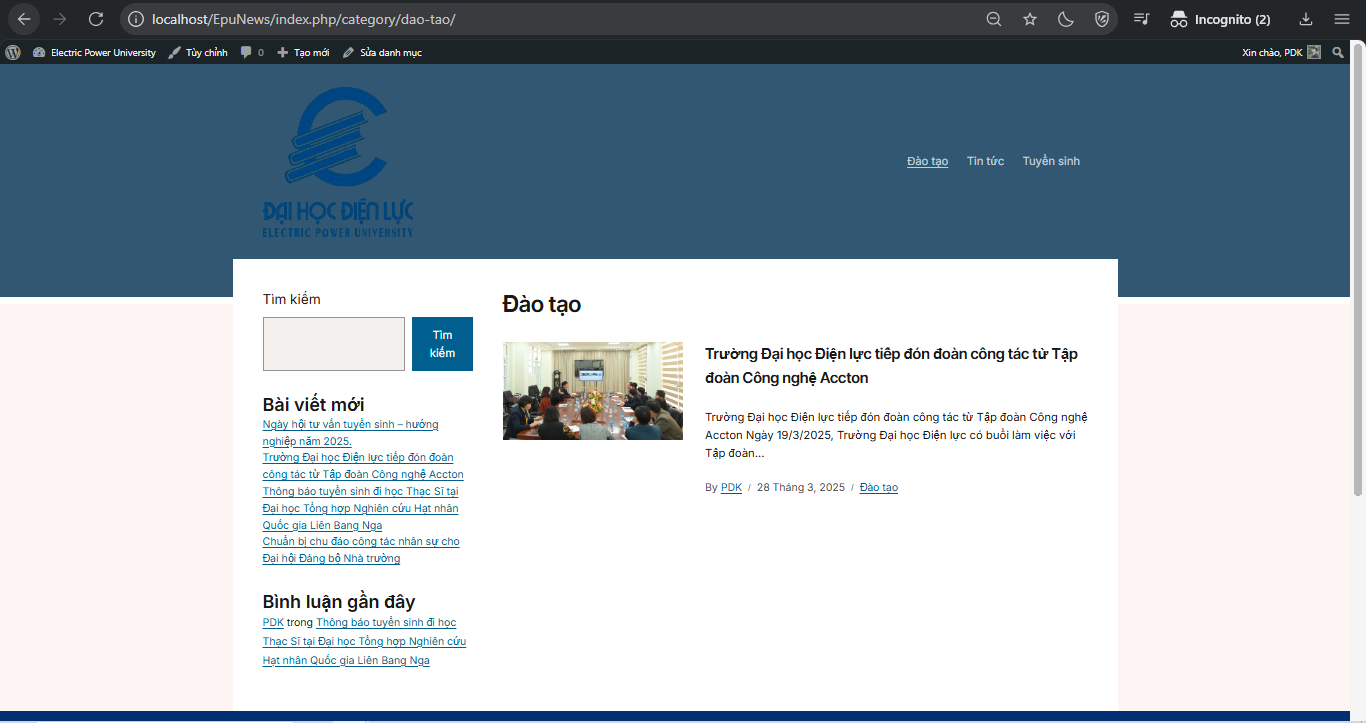 localhost/EpuNews/index.php/category/dao-tao/
Incognito (2)
Electric Power University
Tùy chỉnh
0
Tạo mới
Sửa danh mục
Xin chào, PDK
ĐẠI HỌC ĐIỆN LỰC
ELECTRIC POWER UNIVERSITY
Đào tạo
Tin tức
Tuyển sinh
Tìm kiếm
Tìm
kiếm
Bài viết mới
Ngày hội tư vấn tuyển sinh – hướng
nghiệp năm 2025.
Trường Đại học Điện lực tiếp đón đoàn
công tác từ Tập đoàn Công nghệ Accton
Thông báo tuyển sinh đi học Thạc Sĩ tại
Đại học Tổng hợp Nghiên cứu Hạt nhân
Quốc gia Liên Bang Nga
Chuẩn bị chu đáo công tác nhân sự cho
Đại hội Đảng bộ Nhà trường
Bình luận gần đây
PDK trong Thông báo tuyển sinh đi học
Thạc Sĩ tại Đại học Tổng hợp Nghiên cứu
Hạt nhân Quốc gia Liên Bang Nga
Đào tạo
Trường Đại học Điện lực tiếp đón đoàn công tác từ Tập
đoàn Công nghệ Accton
Trường Đại học Điện lực tiếp đón đoàn công tác từ Tập đoàn Công nghệ
Accton Ngày 19/3/2025, Trường Đại học Điện lực có buổi làm việc với
Tập đoàn…
By PDK / 28 Tháng 3, 2025 / Đào tạo